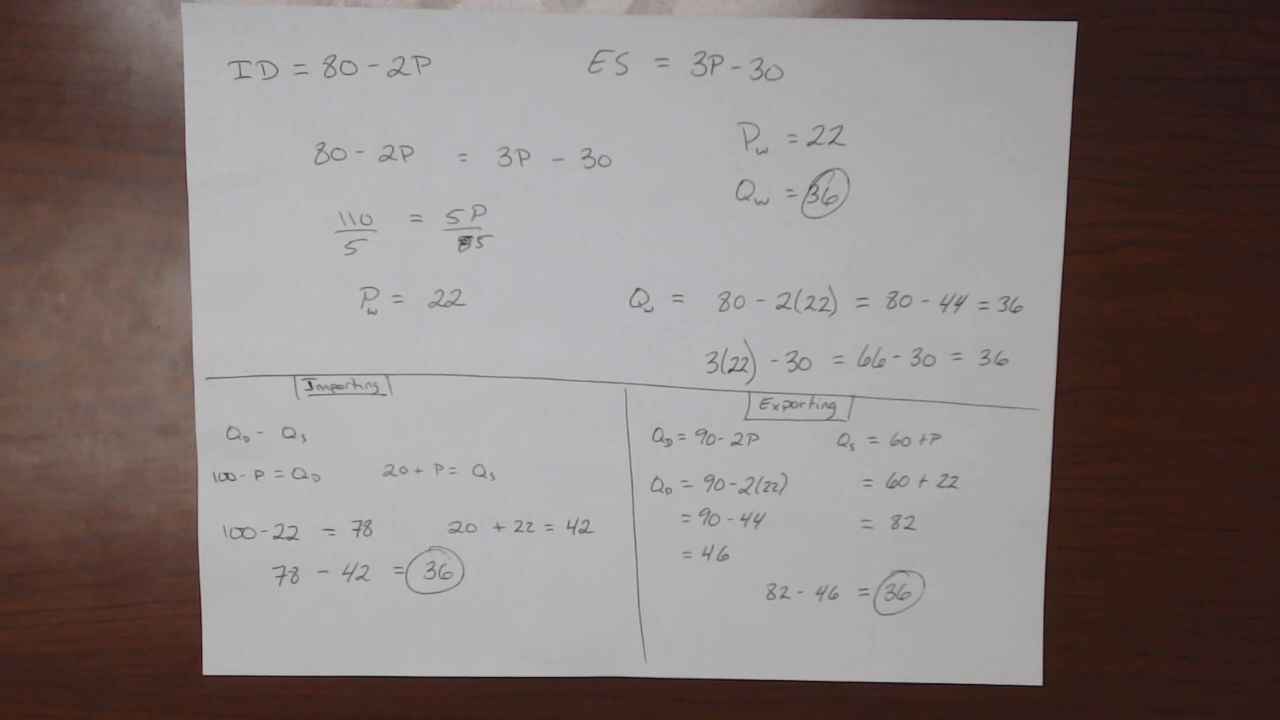 ID = 80 - 2P
ES = 3P - 30
80 - 2P = 3P - 30
110/5 = 5P/5
Pw = 22
Pw = 22
Qw = 36
Qw = 80 - 2(22) = 80 - 44 = 36
3(22) - 30 = 66 - 30 = 36
Importing
QD - QS
100 - P = QD
20 + P = QS
100 - 22 = 78
20 + 22 = 42
78 - 42 = 36
Exporting
QD = 90 - 2P
QS = 60 + P
QD = 90 - 2(22)
= 60 + 22
= 90 - 44
= 82
= 46
82 - 46 = 36